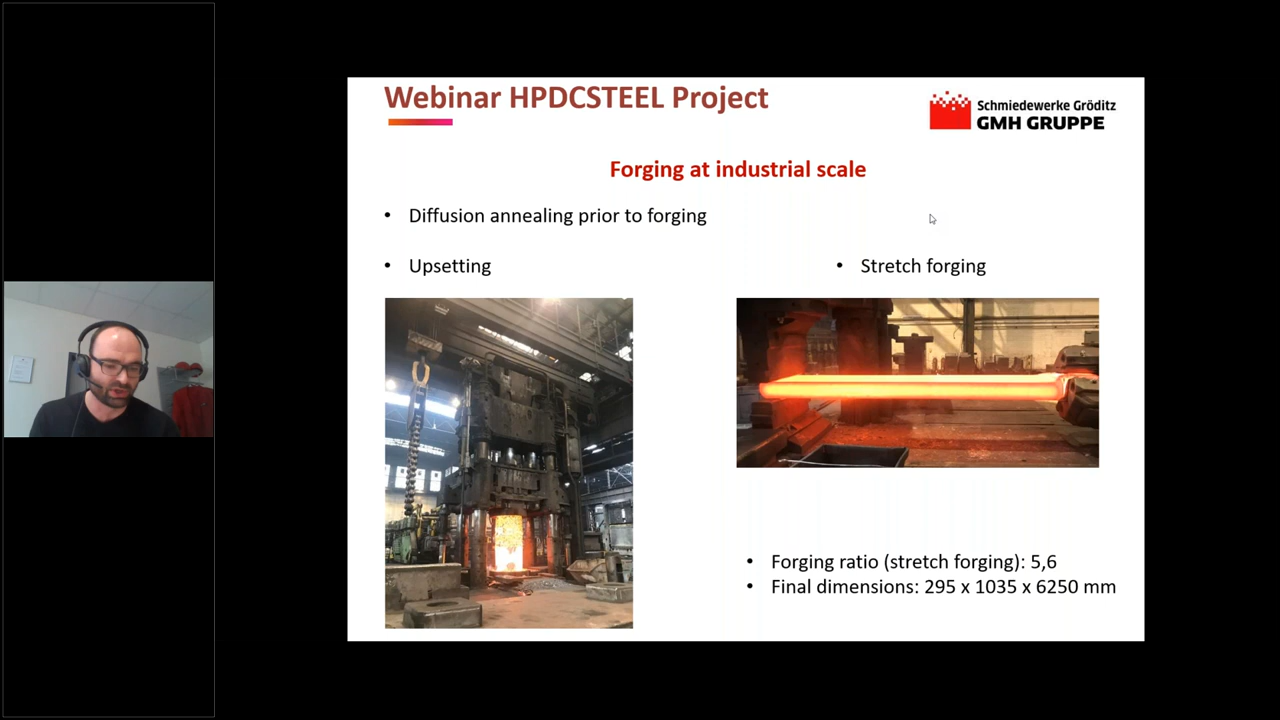 Webinar HPDCSTEEL Project
Schmiedewerke Gröditz
GMH GRUPPE
Forging at industrial scale
• Diffusion annealing prior to forging
• Upsetting
• Stretch forging
• Forging ratio (stretch forging): 5,6
• Final dimensions: 295 x 1035 x 6250 mm